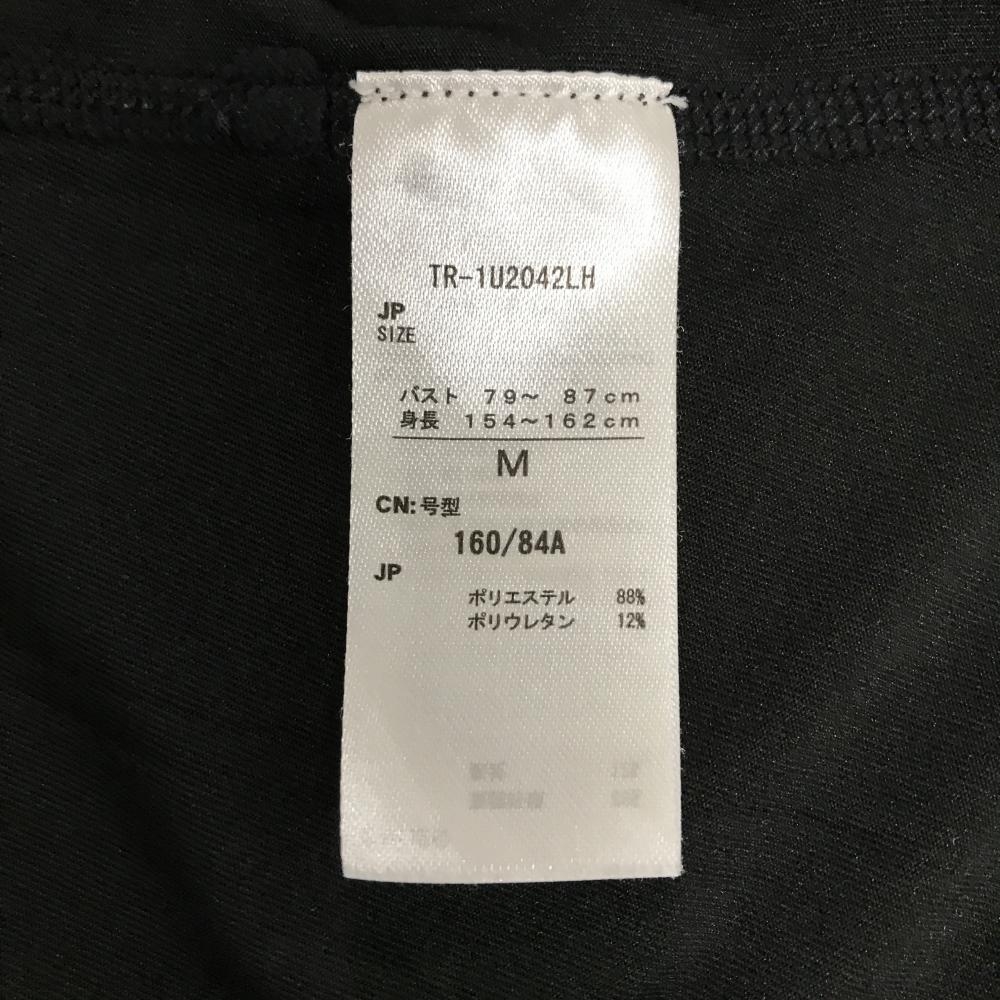 TR-1U2042LH
JP
SIZE
バスト 79～ 87cm
身長 154～162cm
M
CN:号型
160/84A
JP
ポリエステル 88%
ポリウレタン 12%